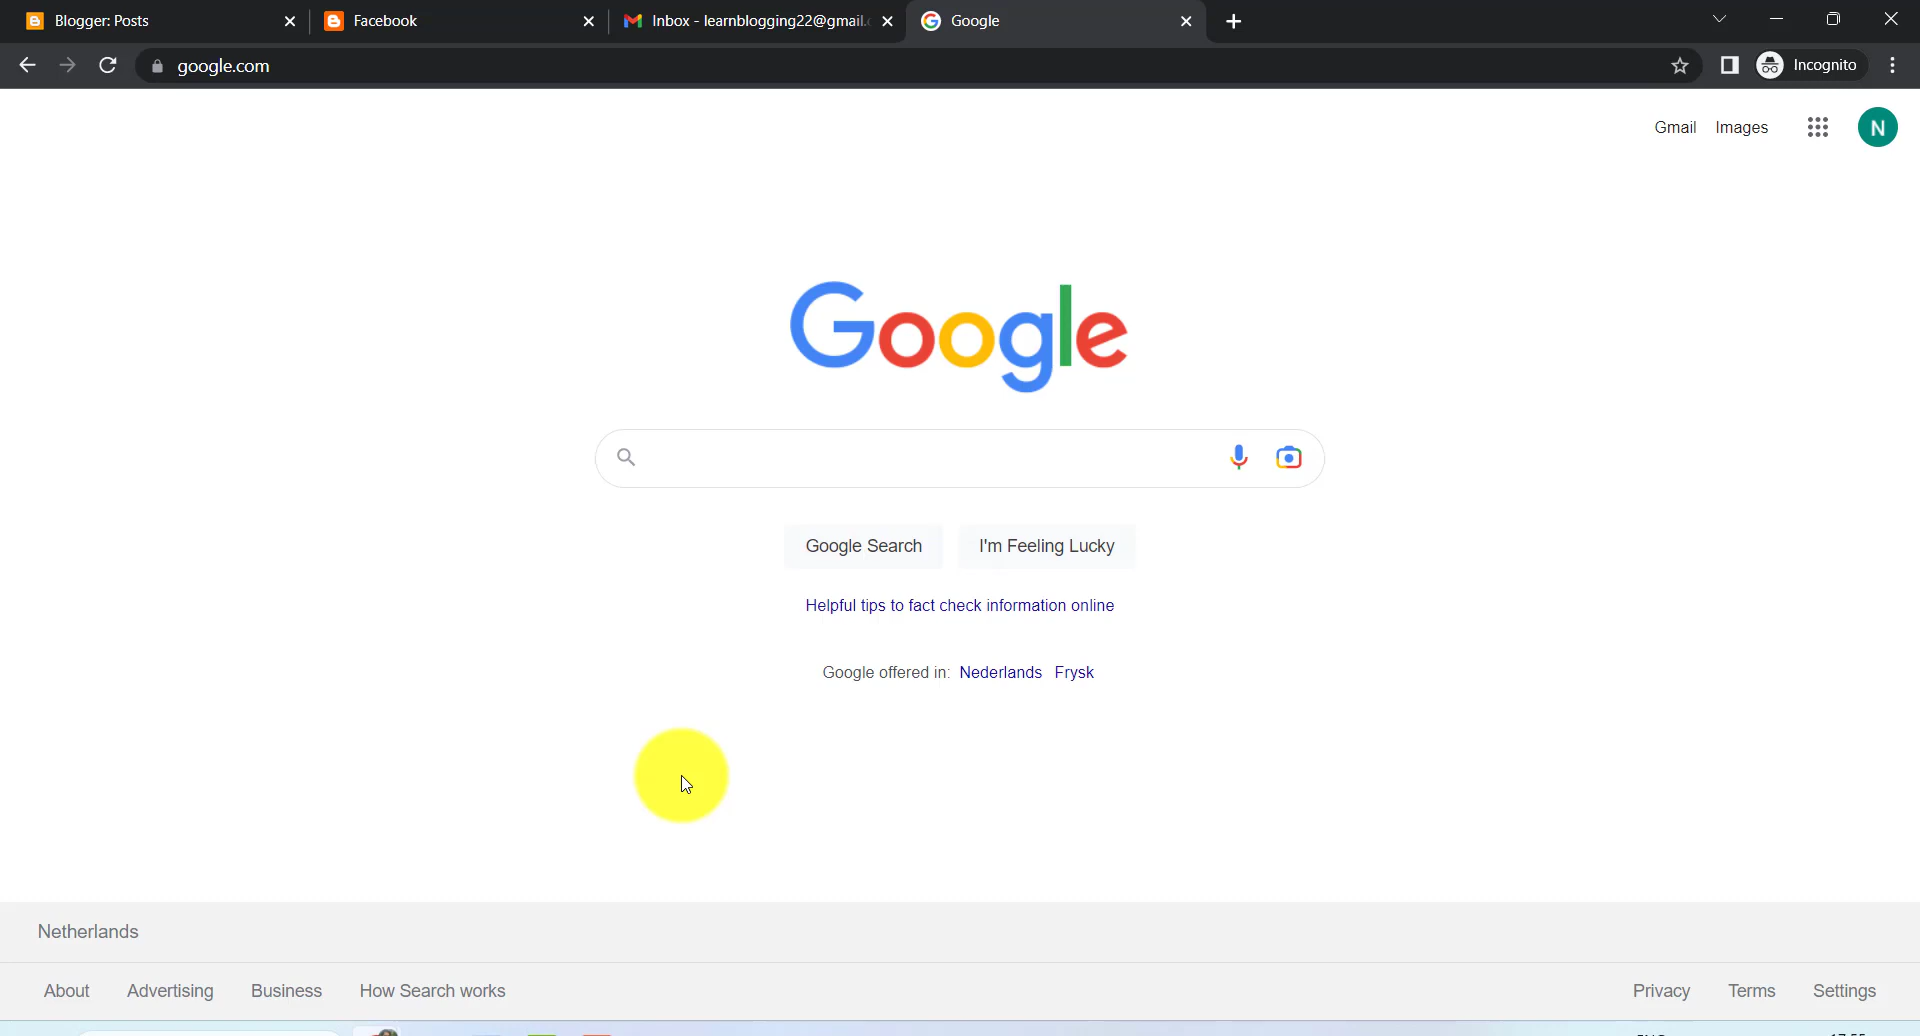 Blogger: Posts
Facebook
Inbox - learnblogging22@gmail.
Google
google.com
Incognito
Gmail
Images
N
Google
Google Search
I'm Feeling Lucky
Helpful tips to fact check information online
Google offered in: Nederlands Frysk
Netherlands
About
Advertising
Business
How Search works
Privacy
Terms
Settings